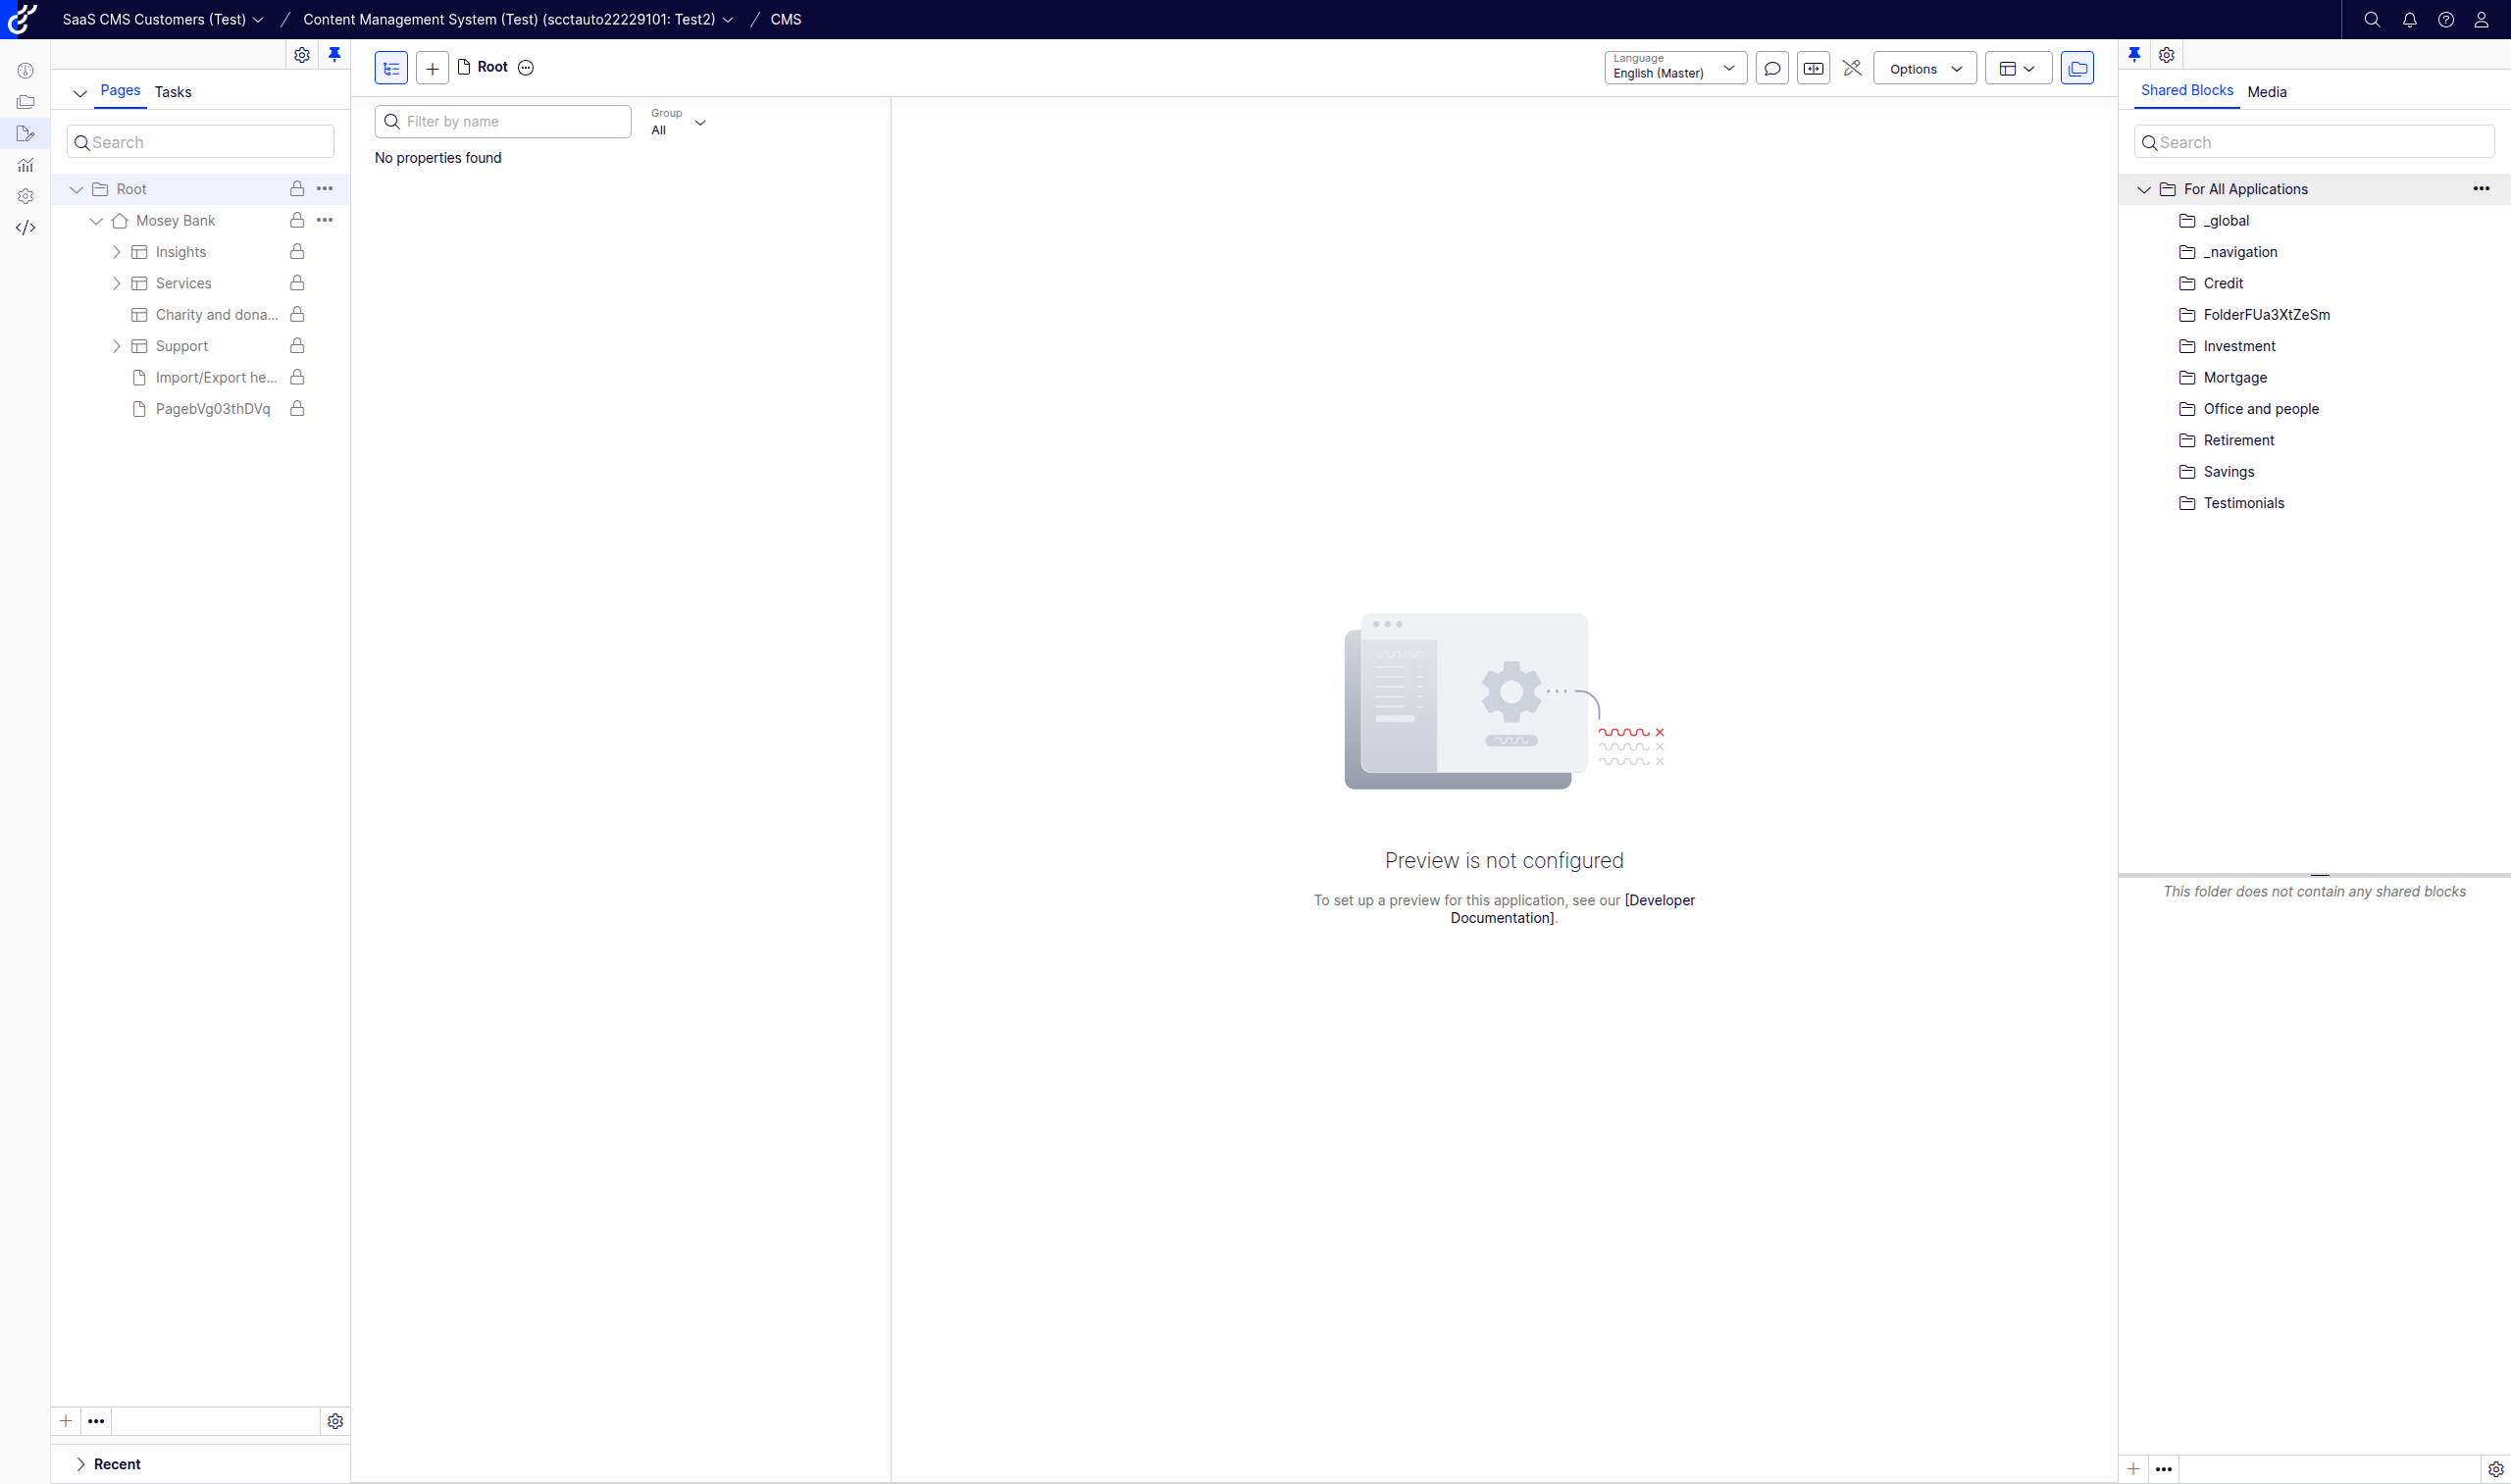 SaaS CMS Customers (Test) / Content Management System (Test) (scctauto22229101: Test2) / CMS
Pages Tasks
Search
Root
Mosey Bank
Insights
Services
Charity and dona...
Support
Import/Export he...
PagebVg03thDVq
Recent
Root
Language
English (Master)
Options
Filter by name
Group
All
No properties found
Preview is not configured
To set up a preview for this application, see our [Developer
Documentation].
Shared Blocks Media
Search
For All Applications
_global
_navigation
Credit
FolderFUa3XtZeSm
Investment
Mortgage
Office and people
Retirement
Savings
Testimonials
This folder does not contain any shared blocks